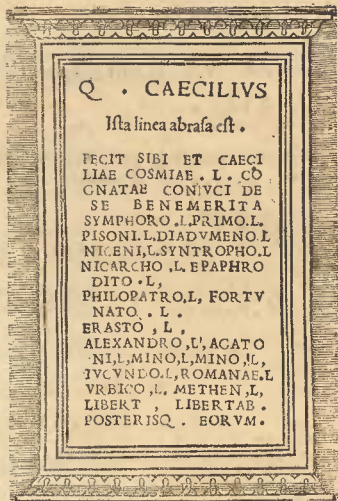 Q . CAECILIVS
Ista linea abrasa est.
FECIT SIBI ET CAECI
LIAE COSMIAE . L . CO
GNATAE CONIVCI DE
SE BENEMERITA
SYMPHORO .L.PRIMO.L.
PISONI.L.DIADVMENO.L
NICENI,L.SYNTROPHO.L
NICARCHO .L. EPAPHRO
DITO .L,
PHILOPATRO,L, FORTV
NATO . L .
ERASTO , L ,
ALEXANDRO ,L', AGATO
NI,L,MINO,L,MINO ,L,
IVCVNDO.L,ROMANAE.L
VRBICO ,L. METHEN ,L,
LIBERT , LIBERTAB .
POSTERISQ . EORVM .